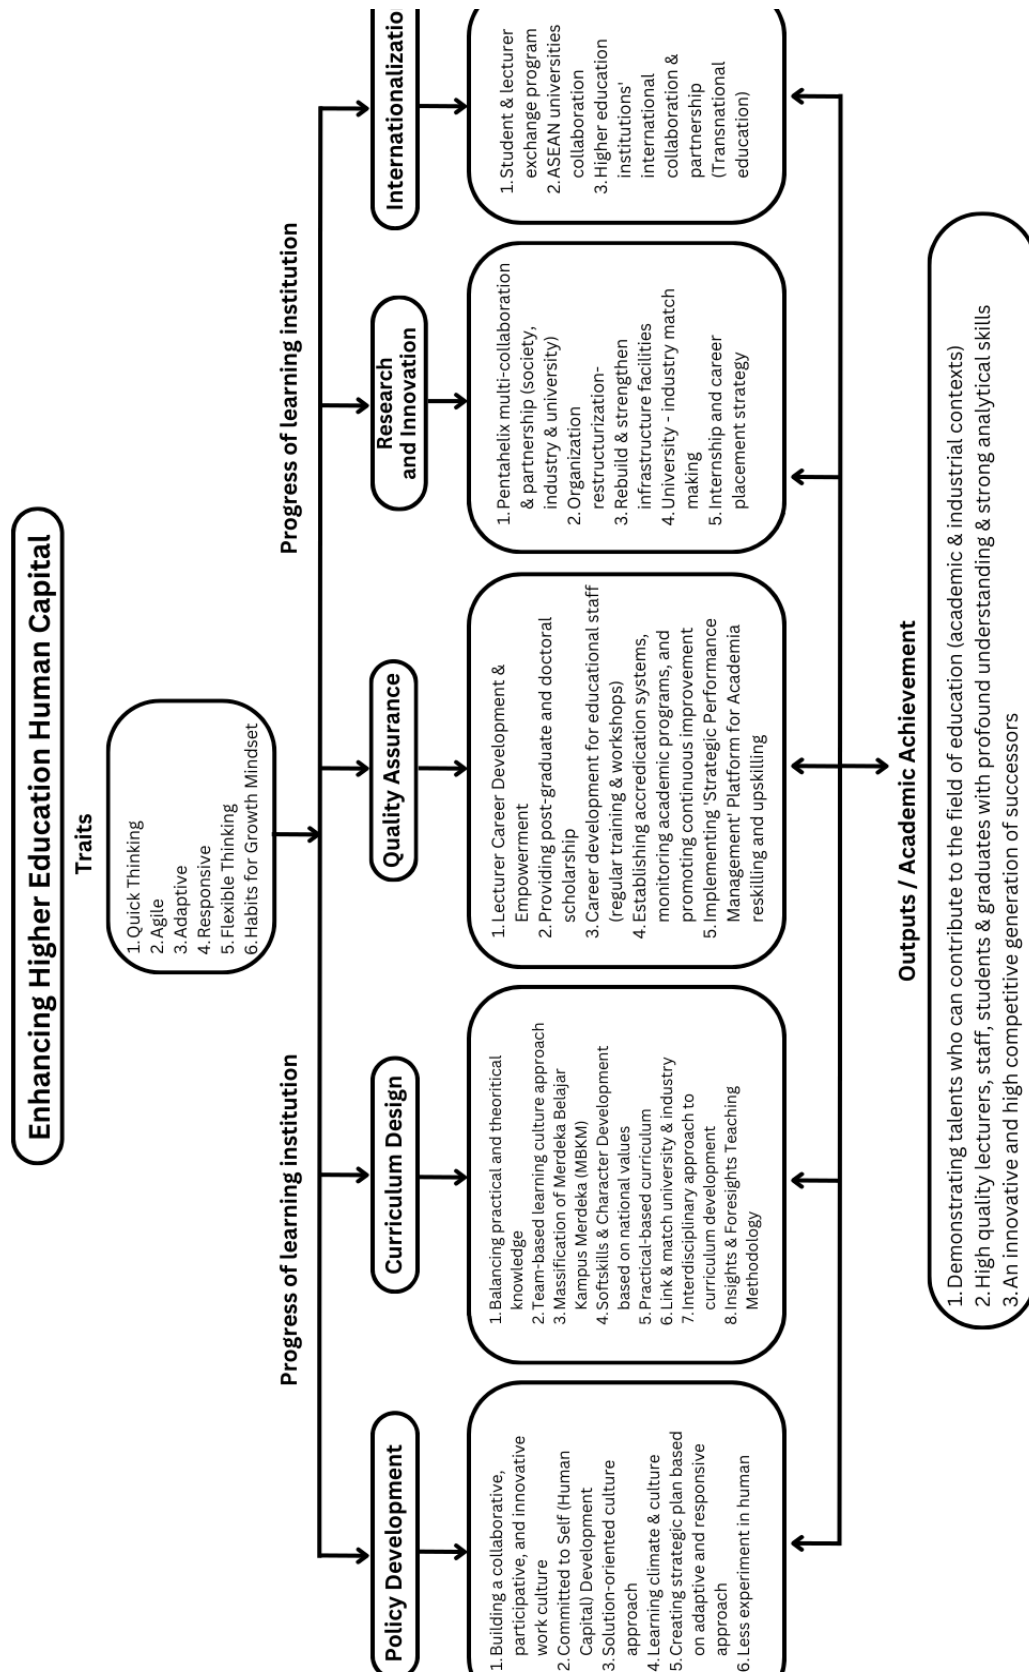 Enhancing Higher Education Human Capital
Traits
1. Quick Thinking
2. Agile
3. Adaptive
4. Responsive
5. Flexible Thinking
6. Habits for Growth Mindset
Progress of learning institution
Progress of learning institution
Policy Development
1. Building a collaborative,
participative, and innovative
work culture
2. Committed to Self (Human
Capital) Development
3. Solution-oriented culture
approach
4. Learning climate & culture
5. Creating strategic plan based
on adaptive and responsive
approach
6. Less experiment in human
Curriculum Design
1. Balancing practical and theoritical
knowledge
2. Team-based learning culture approach
3. Massification of Merdeka Belajar
Kampus Merdeka (MBKM)
4. Softskills & Character Development
based on national values
5. Practical-based curriculum
6. Link & match university & industry
7. Interdisciplinary approach to
curriculum development
8. Insights & Foresights Teaching
Methodology
Quality Assurance
1. Lecturer Career Development &
Empowerment
2. Providing post-graduate and doctoral
scholarship
3. Career development for educational staff
(regular training & workshops)
4. Establishing accredication systems,
monitoring academic programs, and
promoting continuous improvement
5. Implementing 'Strategic Performance
Management' Platform for Academia
reskilling and upskilling
Research
and Innovation
1. Pentahelix multi-collaboration
& partnership (society,
industry & university)
2. Organization
restructurization-
3. Rebuild & strengthen
infrastructure facilities
4. University - industry match
making
5. Internship and career
placement strategy
Internationalizatio
1. Student & lecturer
exchange program
2. ASEAN universities
collaboration
3. Higher education
institutions'
international
collaboration &
partnership
(Transnational
education)
Outputs / Academic Achievement
1. Demonstrating talents who can contribute to the field of education (academic & industrial contexts)
2. High quality lecturers, staff, students & graduates with profound understanding & strong analytical skills
3. An innovative and high competitive generation of successors